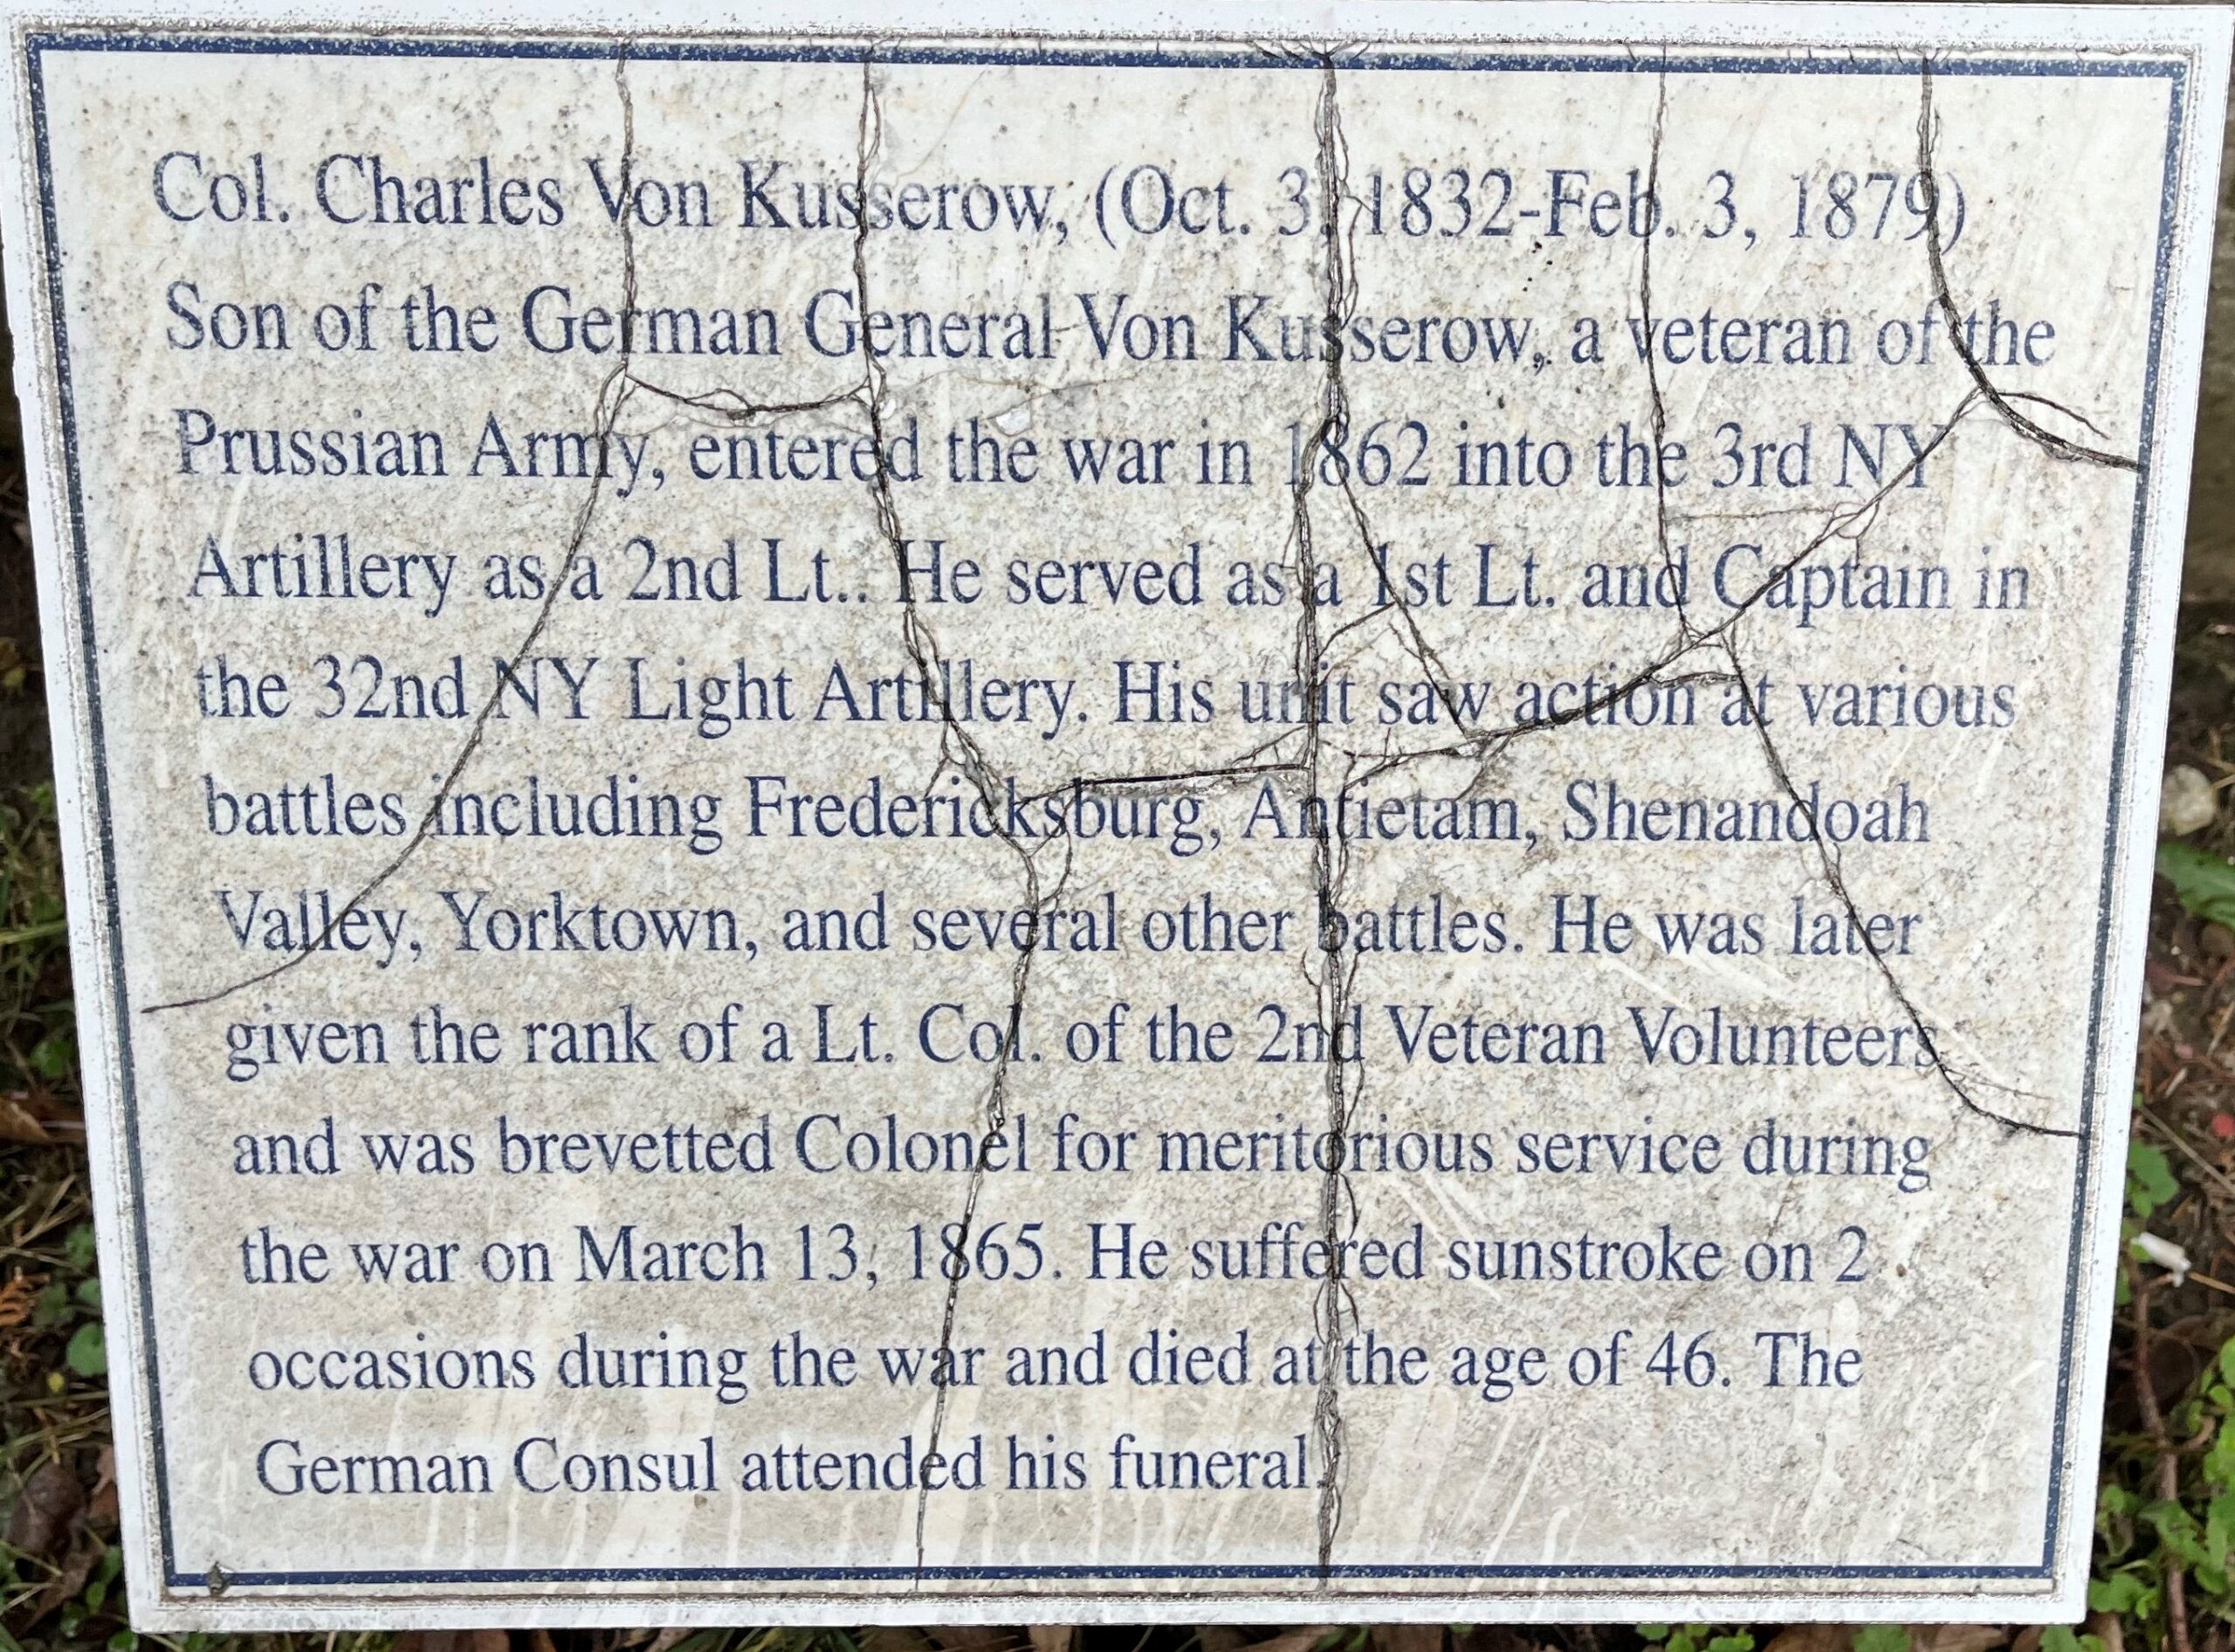 Col. Charles Von Kusserow, (Oct. 3, 1832-Feb. 3, 1879)
Son of the German General Von Kusserow, a veteran of the
Prussian Army, entered the war in 1862 into the 3rd NY
Artillery as a 2nd Lt.. He served as a 1st Lt. and Captain in
the 32nd NY Light Artillery. His unit saw action at various
battles including Fredericksburg, Antietam, Shenandoah
Valley, Yorktown, and several other battles. He was later
given the rank of a Lt. Col. of the 2nd Veteran Volunteers
and was brevetted Colonel for meritorious service during
the war on March 13, 1865. He suffered sunstroke on 2
occasions during the war and died at the age of 46. The
German Consul attended his funeral.